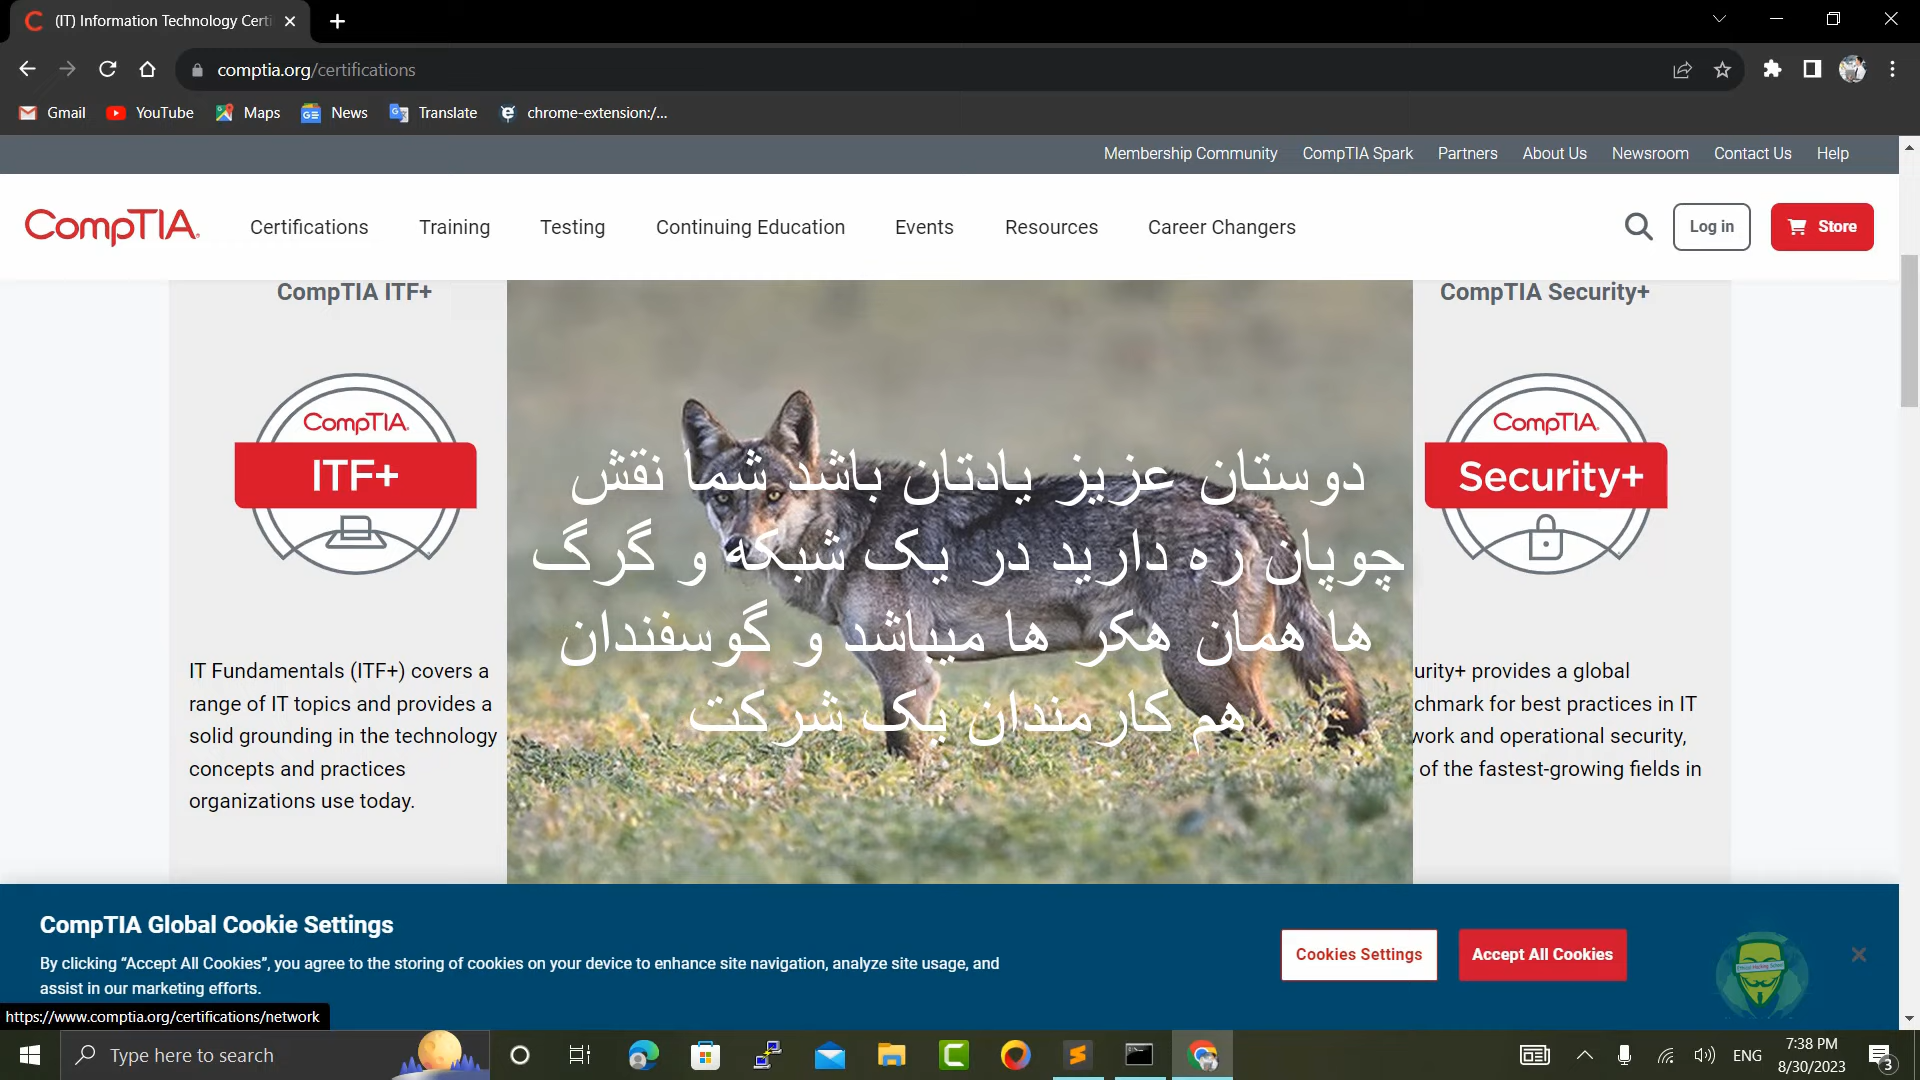 (IT) Information Technology Certi
comptia.org/certifications
Gmail
YouTube
Maps
News
Translate
chrome-extension:/...
Membership Community
CompTIA Spark
Partners
About Us
Newsroom
Contact Us
Help
CompTIA.
Certifications
Training
Testing
Continuing Education
Events
Resources
Career Changers
Log in
Store
CompTIA ITF+
CompTIA.
ITF+
IT Fundamentals (ITF+) covers a
range of IT topics and provides a
solid grounding in the technology
concepts and practices
organizations use today.
دوستان عزیز یادتان باشد شما نقش
چوپان ره دارید در یک شبکه و گرگ
ها همان هکر ها میباشد و گوسفندان
هم کارمندان یک شرکت
CompTIA Security+
CompTIA.
Security+
urity+ provides a global
chmark for best practices in IT
work and operational security,
of the fastest-growing fields in
CompTIA Global Cookie Settings
By clicking “Accept All Cookies”, you agree to the storing of cookies on your device to enhance site navigation, analyze site usage, and
assist in our marketing efforts.
Cookies Settings
Accept All Cookies
https://www.comptia.org/certifications/network
Type here to search
ENG
7:38 PM
8/30/2023
3